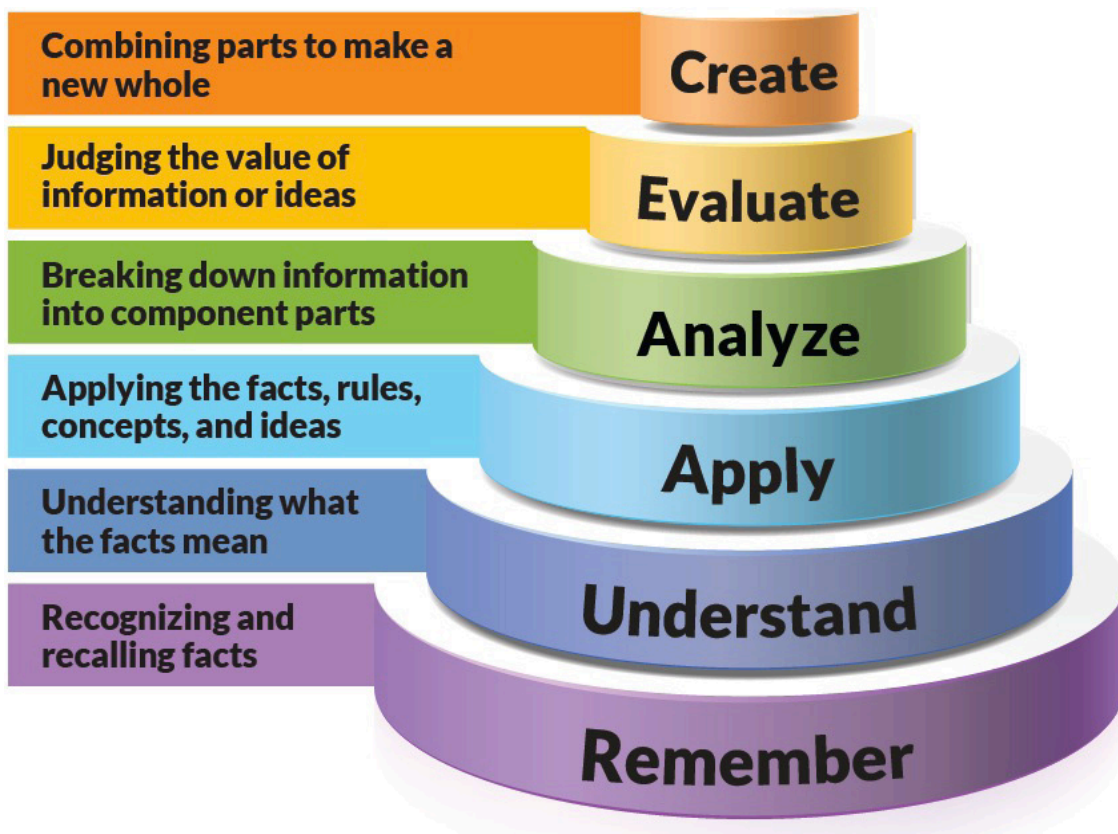 Combining parts to make a
new whole
Create
Judging the value of
information or ideas
Evaluate
Breaking down information
into component parts
Analyze
Applying the facts, rules,
concepts, and ideas
Apply
Understanding what
the facts mean
Understand
Recognizing and
recalling facts
Remember